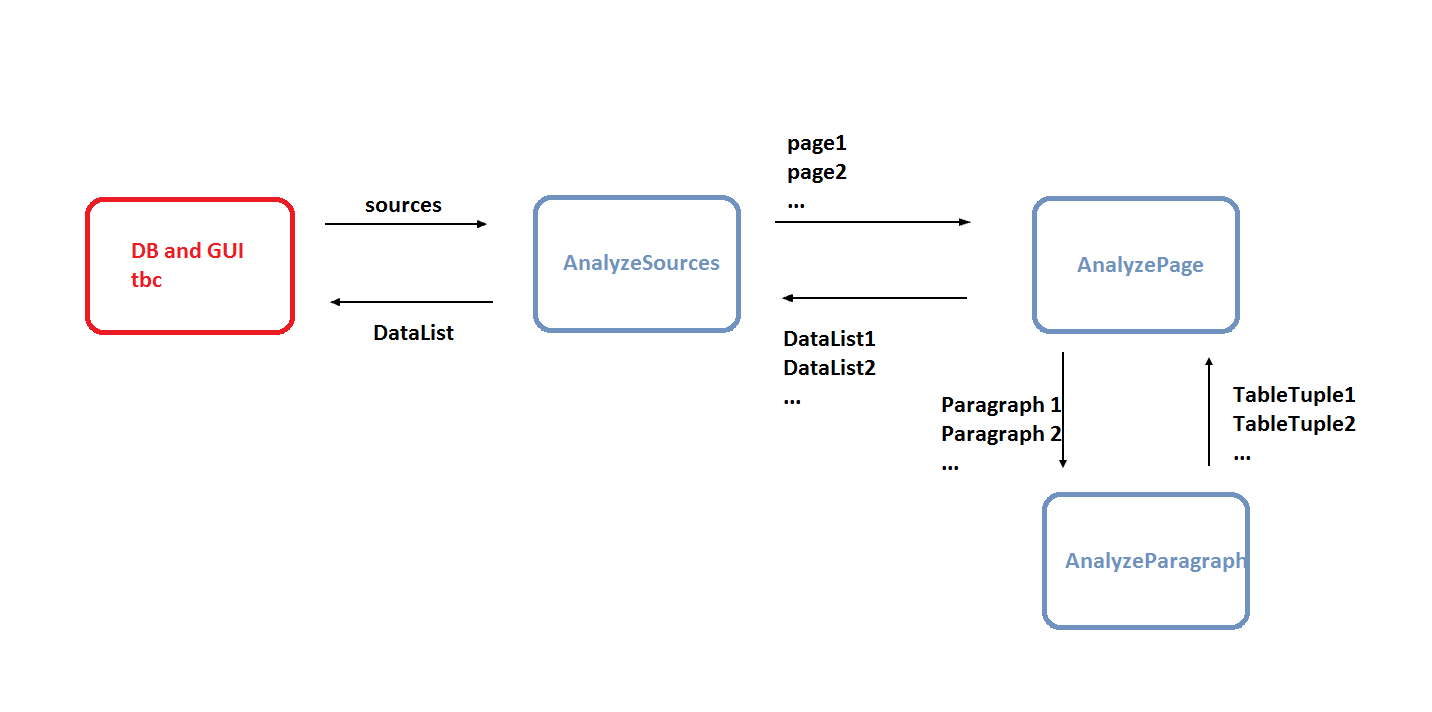 page1
page2
...
sources
DB and GUI
tbc
AnalyzeSources
AnalyzePage
DataList
DataList1
DataList2
...
Paragraph 1
Paragraph 2
...
TableTuple1
TableTuple2
...
AnalyzeParagraph